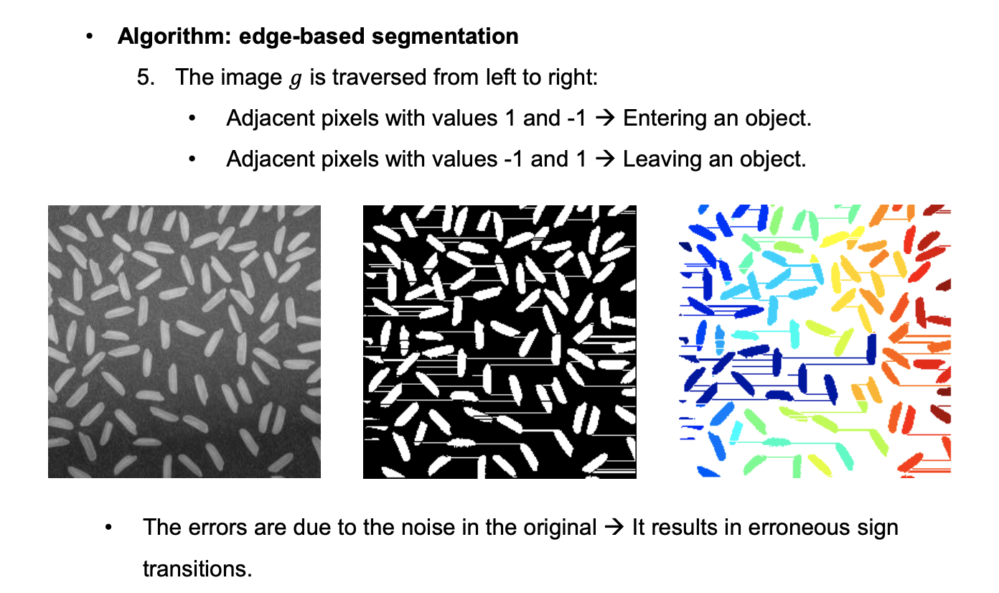 • Algorithm: edge-based segmentation
5. The image g is traversed from left to right:
• Adjacent pixels with values 1 and -1 → Entering an object.
• Adjacent pixels with values -1 and 1 → Leaving an object.
• The errors are due to the noise in the original → It results in erroneous sign
transitions.